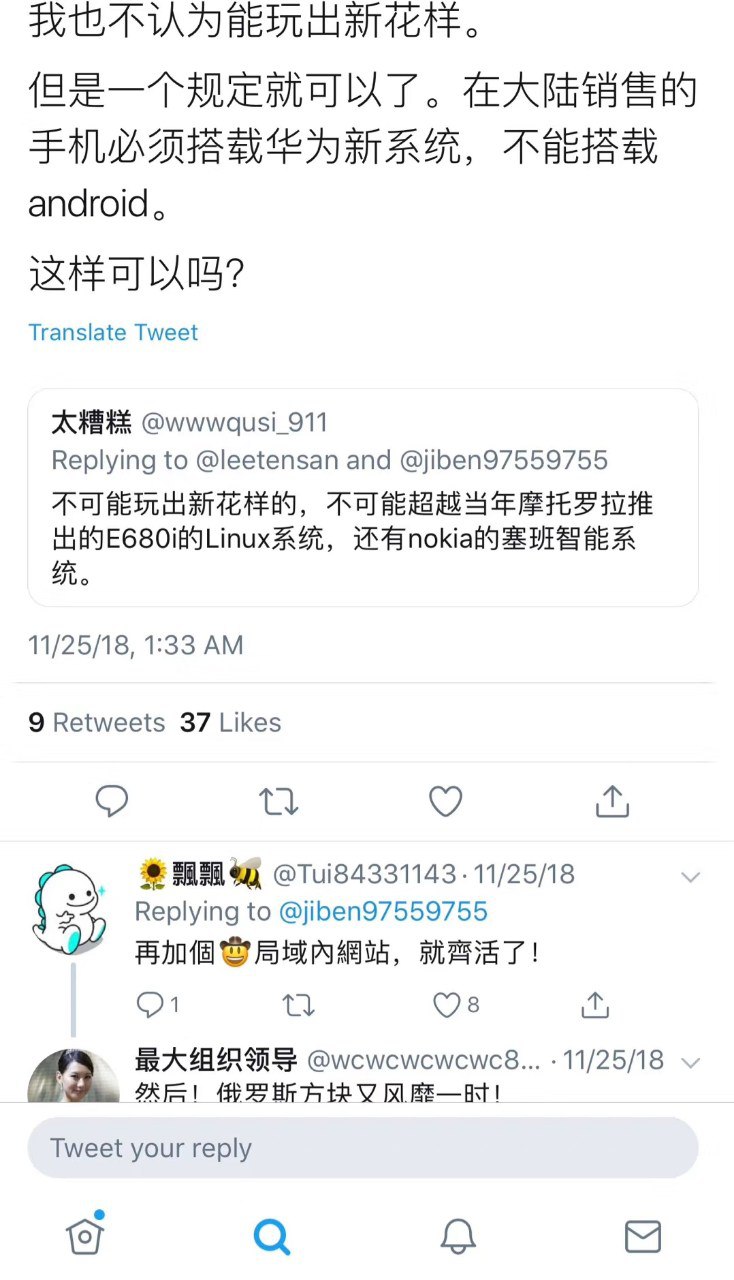 我也不认为能玩出新花样。
但是一个规定就可以了。在大陆销售的
手机必须搭载华为新系统，不能搭载
android。
这样可以吗？
Translate Tweet
太糟糕 @wwwqusi_911
Replying to @leetensan and @jiben97559755
不可能玩出新花样的，不可能超越当年摩托罗拉推
出的E680i的Linux系统，还有nokia的塞班智能系
统。
11/25/18, 1:33 AM
9 Retweets 37 Likes
🌻飄飄🐝 @Tui84331143 · 11/25/18
Replying to @jiben97559755
再加個🤠局域內網站，就齊活了！
1 8
最大组织领导 @wcwcwcwcwc8... · 11/25/18
然后！俄罗斯方块又风靡一时！
Tweet your reply